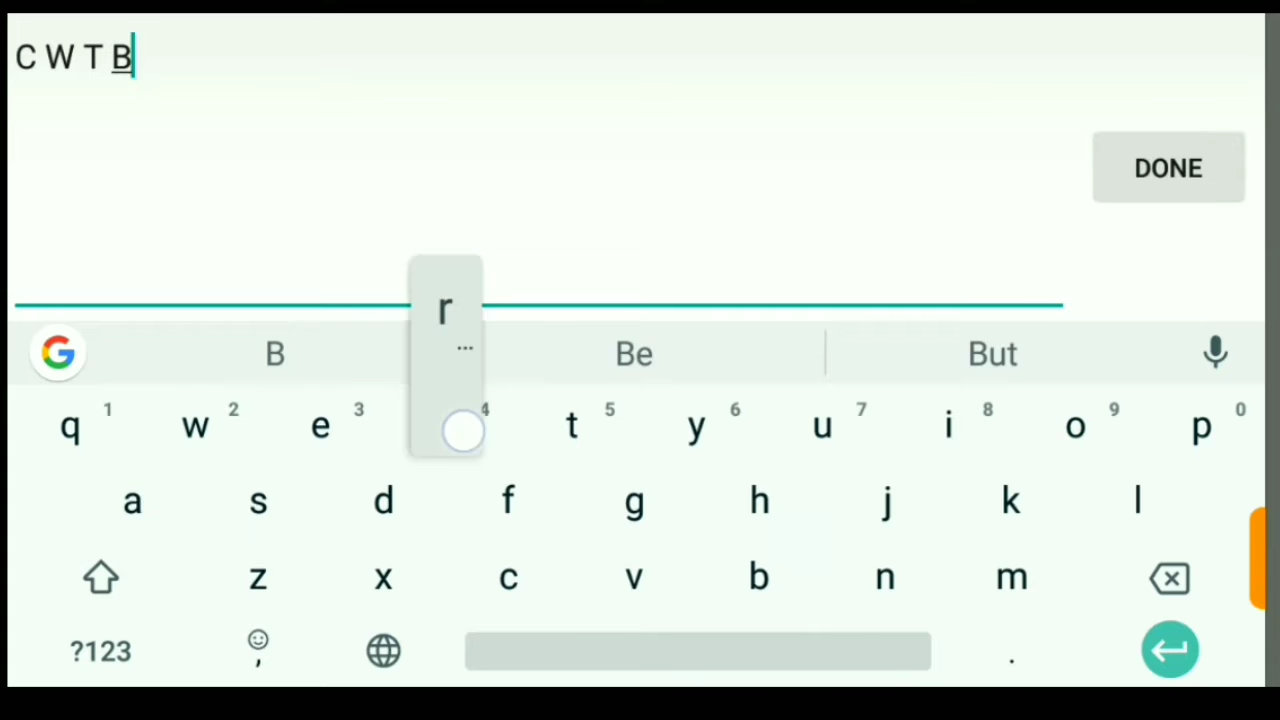 C W T B
DONE
r
...
B Be But
q 1 w 2 e 3 4 t 5 y 6 u 7 i 8 o 9 p 0
a s d f g h j k l
z x c v b n m
?123 , .